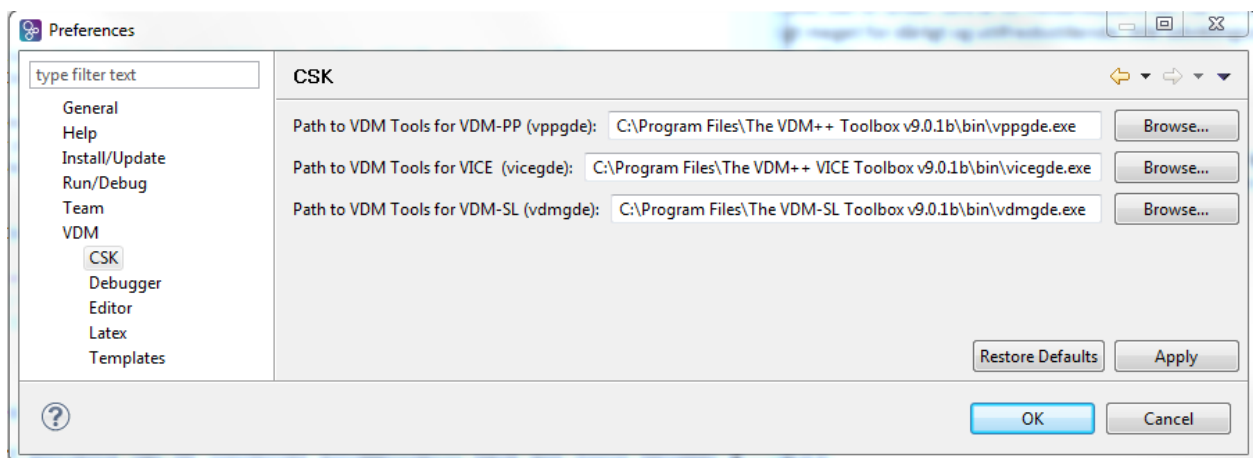 Preferences
type filter text
CSK
General
Help
Install/Update
Run/Debug
Team
VDM
CSK
Debugger
Editor
Latex
Templates
Path to VDM Tools for VDM-PP (vppgde): C:\Program Files\The VDM++ Toolbox v9.0.1b\bin\vppgde.exe Browse...
Path to VDM Tools for VICE (vicegde): C:\Program Files\The VDM++ VICE Toolbox v9.0.1b\bin\vicegde.exe Browse...
Path to VDM Tools for VDM-SL (vdmgde): C:\Program Files\The VDM-SL Toolbox v9.0.1b\bin\vdmgde.exe Browse...
Restore Defaults Apply
OK Cancel